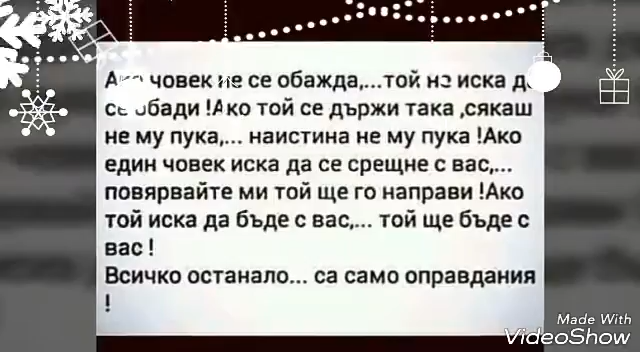 Ако човек не се обажда,...той не иска да
се обади !Ако той се държи така ,сякаш
не му пука,... наистина не му пука !Ако
един човек иска да се срещне с вас,...
повярвайте ми той ще го направи !Ако
той иска да бъде с вас,... той ще бъде с
вас !
Всичко останало... са само оправдания
!
Made With
VideoShow